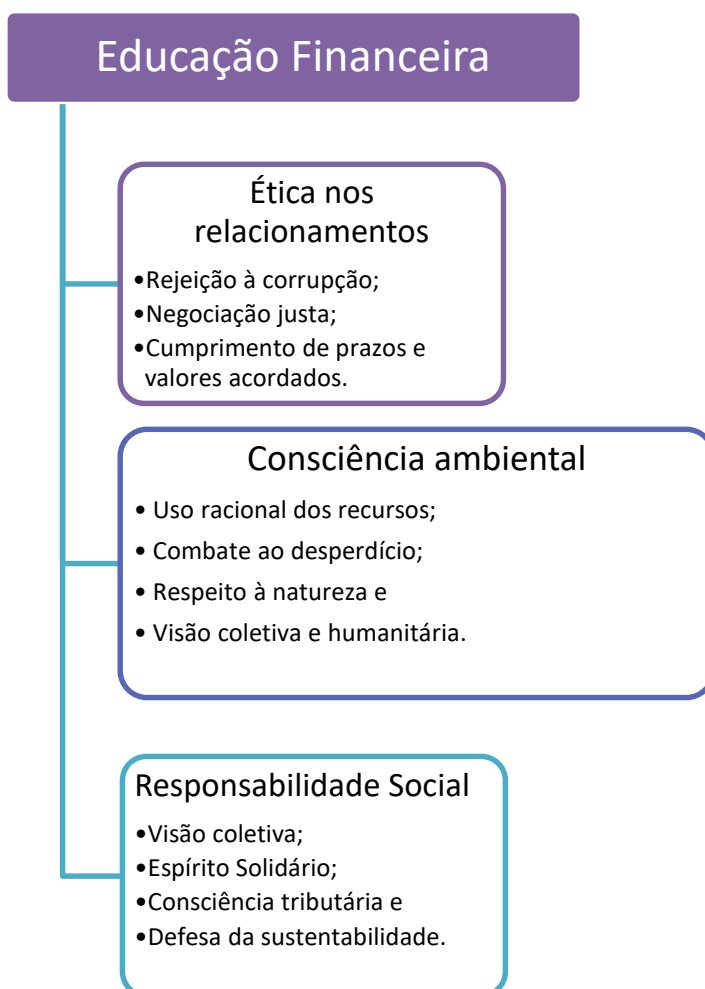 Educação Financeira
Ética nos
relacionamentos
•Rejeição à corrupção;
•Negociação justa;
•Cumprimento de prazos e
valores acordados.
Consciência ambiental
• Uso racional dos recursos;
• Combate ao desperdício;
• Respeito à natureza e
• Visão coletiva e humanitária.
Responsabilidade Social
•Visão coletiva;
•Espírito Solidário;
•Consciência tributária e
•Defesa da sustentabilidade.